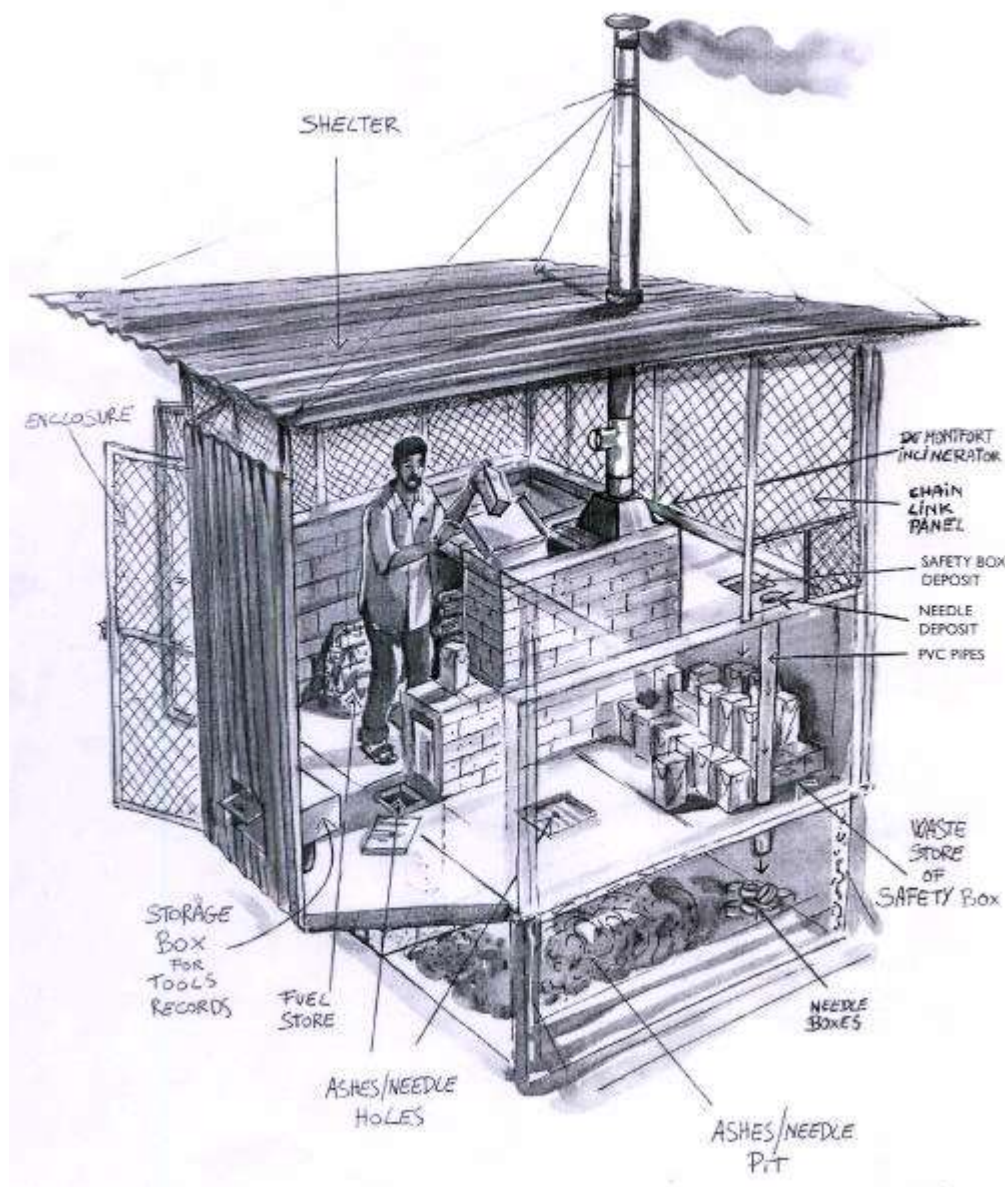 SHELTER
ENCLOSURE
DE MONTFORT
INCINERATOR
CHAIN
LINK
PANEL
SAFETY BOX
DEPOSIT
NEEDLE
DEPOSIT
PVC PIPES
WASTE
STORE
OF
SAFETY BOX
STORAGE
BOX
FOR
TOOLS
RECORDS
FUEL
STORE
NEEDLE
BOXES
ASHES/NEEDLE
HOLES
ASHES/NEEDLE
PIT